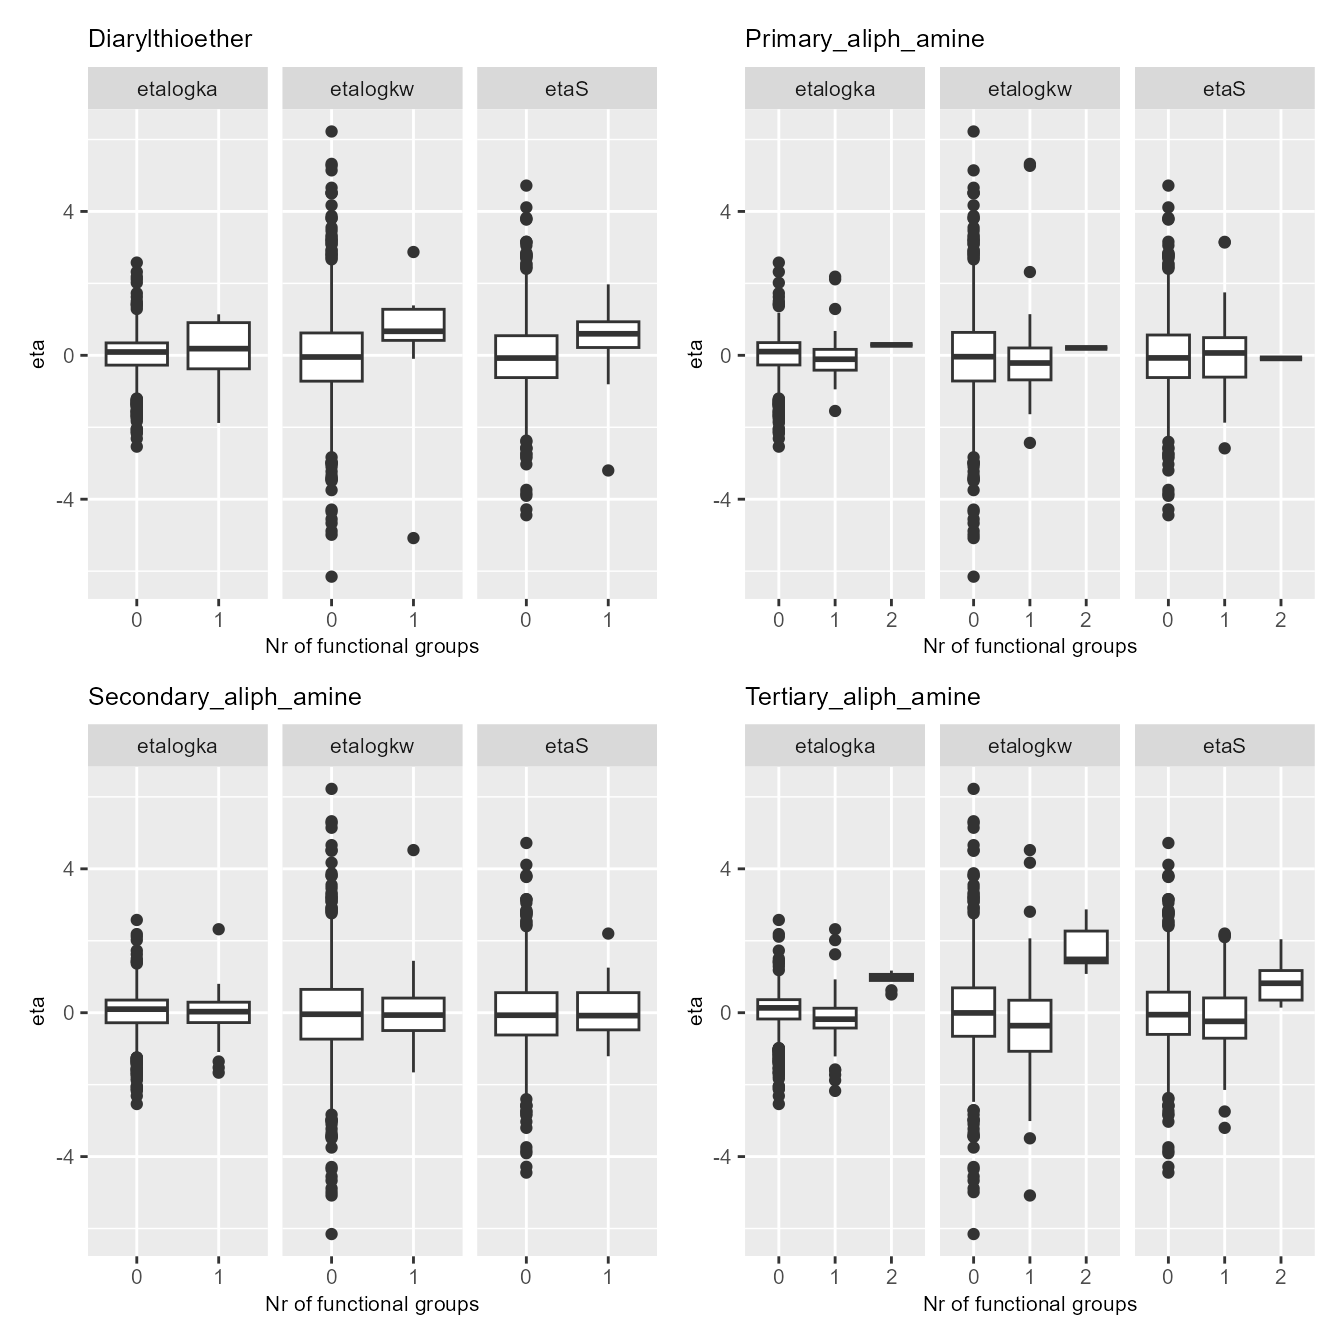 Diarylthioether
etalogka etalogkw etaS
4
0
-4
eta
0 1 0 1 0 1
Nr of functional groups
Primary_aliph_amine
etalogka etalogkw etaS
4
0
-4
eta
0 1 2 0 1 2 0 1 2
Nr of functional groups
Secondary_aliph_amine
etalogka etalogkw etaS
4
0
-4
eta
0 1 0 1 0 1
Nr of functional groups
Tertiary_aliph_amine
etalogka etalogkw etaS
4
0
-4
eta
0 1 2 0 1 2 0 1 2
Nr of functional groups